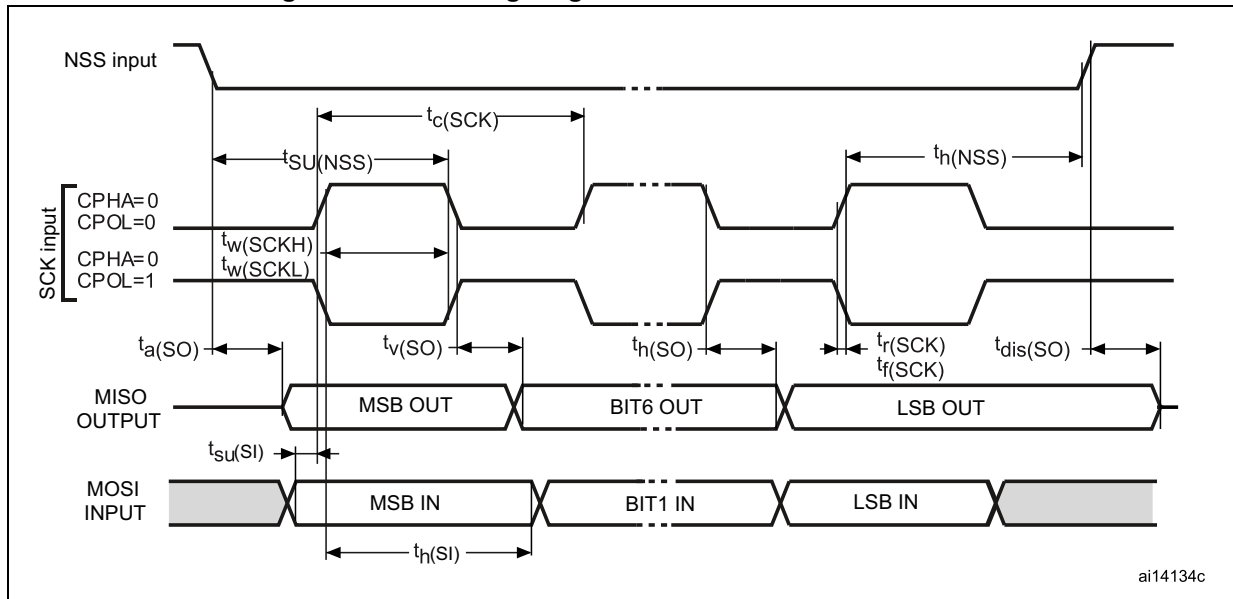 NSS input
tc(SCK)
tSU(NSS)
th(NSS)
SCK input
CPHA=0
CPOL=0
tw(SCKH)
CPHA=0
tw(SCKL)
CPOL=1
ta(SO)
tv(SO)
th(SO)
tr(SCK)
tf(SCK)
tdis(SO)
MISO
OUTPUT
MSB OUT
BIT6 OUT
LSB OUT
tsu(SI)
MOSI
INPUT
MSB IN
BIT1 IN
LSB IN
th(SI)
ai14134c